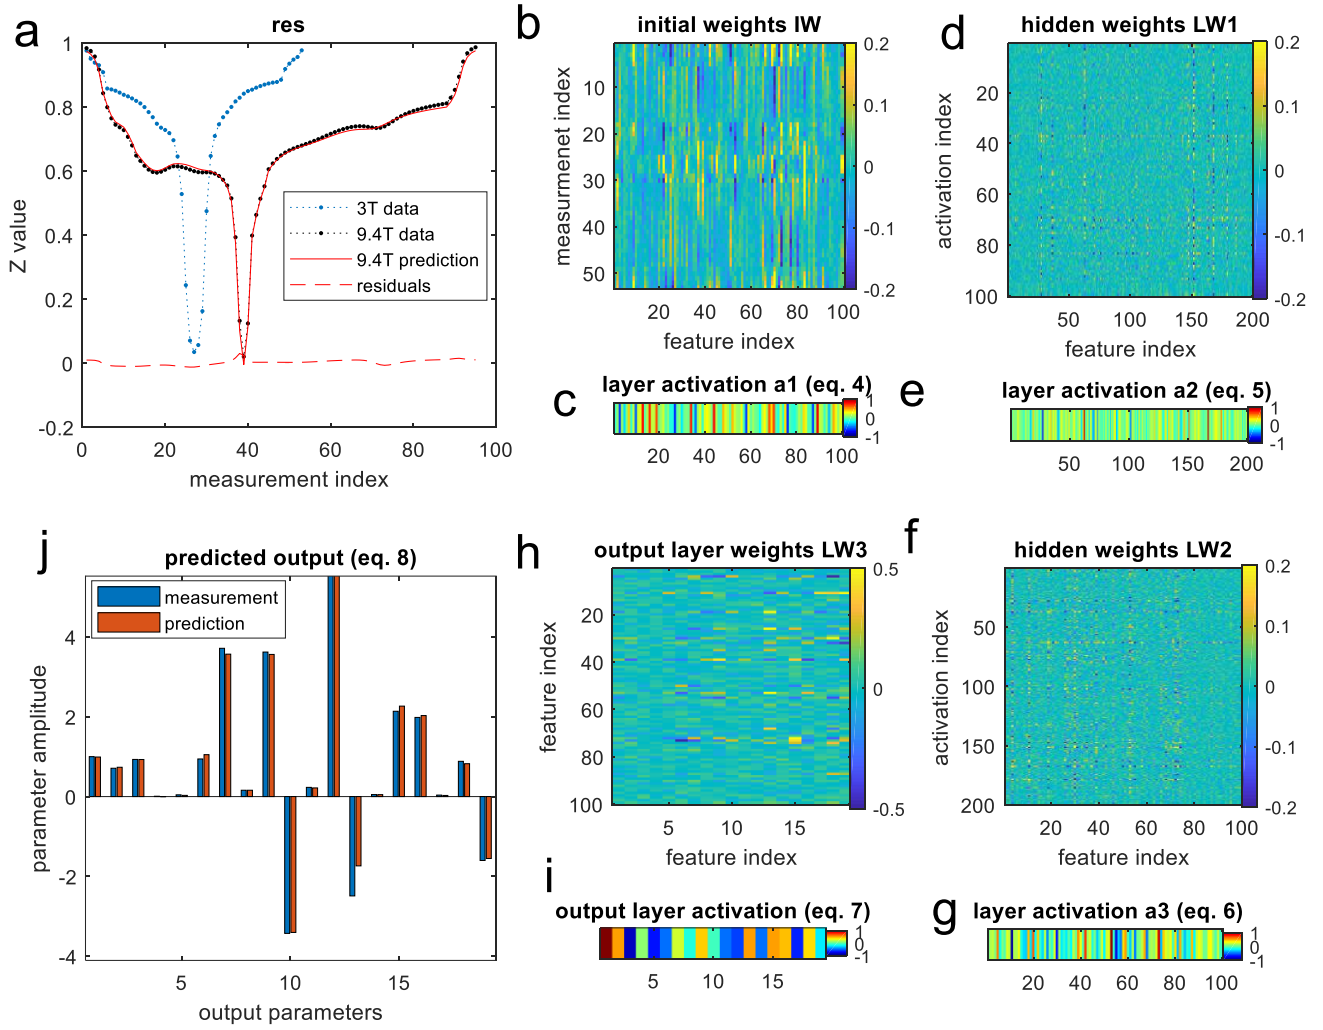 a
res
Z value
1
0.8
0.6
0.4
0.2
0
-0.2
0 20 40 60 80 100
measurement index
3T data
9.4T data
9.4T prediction
residuals
b
initial weights IW
measurmenet index
10
20
30
40
50
20 40 60 80 100
feature index
0.2
0.1
0
-0.1
-0.2
d
hidden weights LW1
activation index
20
40
60
80
100
50 100 150 200
feature index
0.2
0.1
0
-0.1
-0.2
c
layer activation a1 (eq. 4)
20 40 60 80 100
1
0
-1
e
layer activation a2 (eq. 5)
50 100 150 200
1
0
-1
j
predicted output (eq. 8)
measurement
prediction
parameter amplitude
4
2
0
-2
-4
5 10 15
output parameters
h
output layer weights LW3
feature index
20
40
60
80
100
5 10 15
feature index
0.5
0
-0.5
f
hidden weights LW2
activation index
50
100
150
200
20 40 60 80 100
feature index
0.2
0.1
0
-0.1
-0.2
i
output layer activation (eq. 7)
5 10 15
1
0
-1
g
layer activation a3 (eq. 6)
20 40 60 80 100
1
0
-1